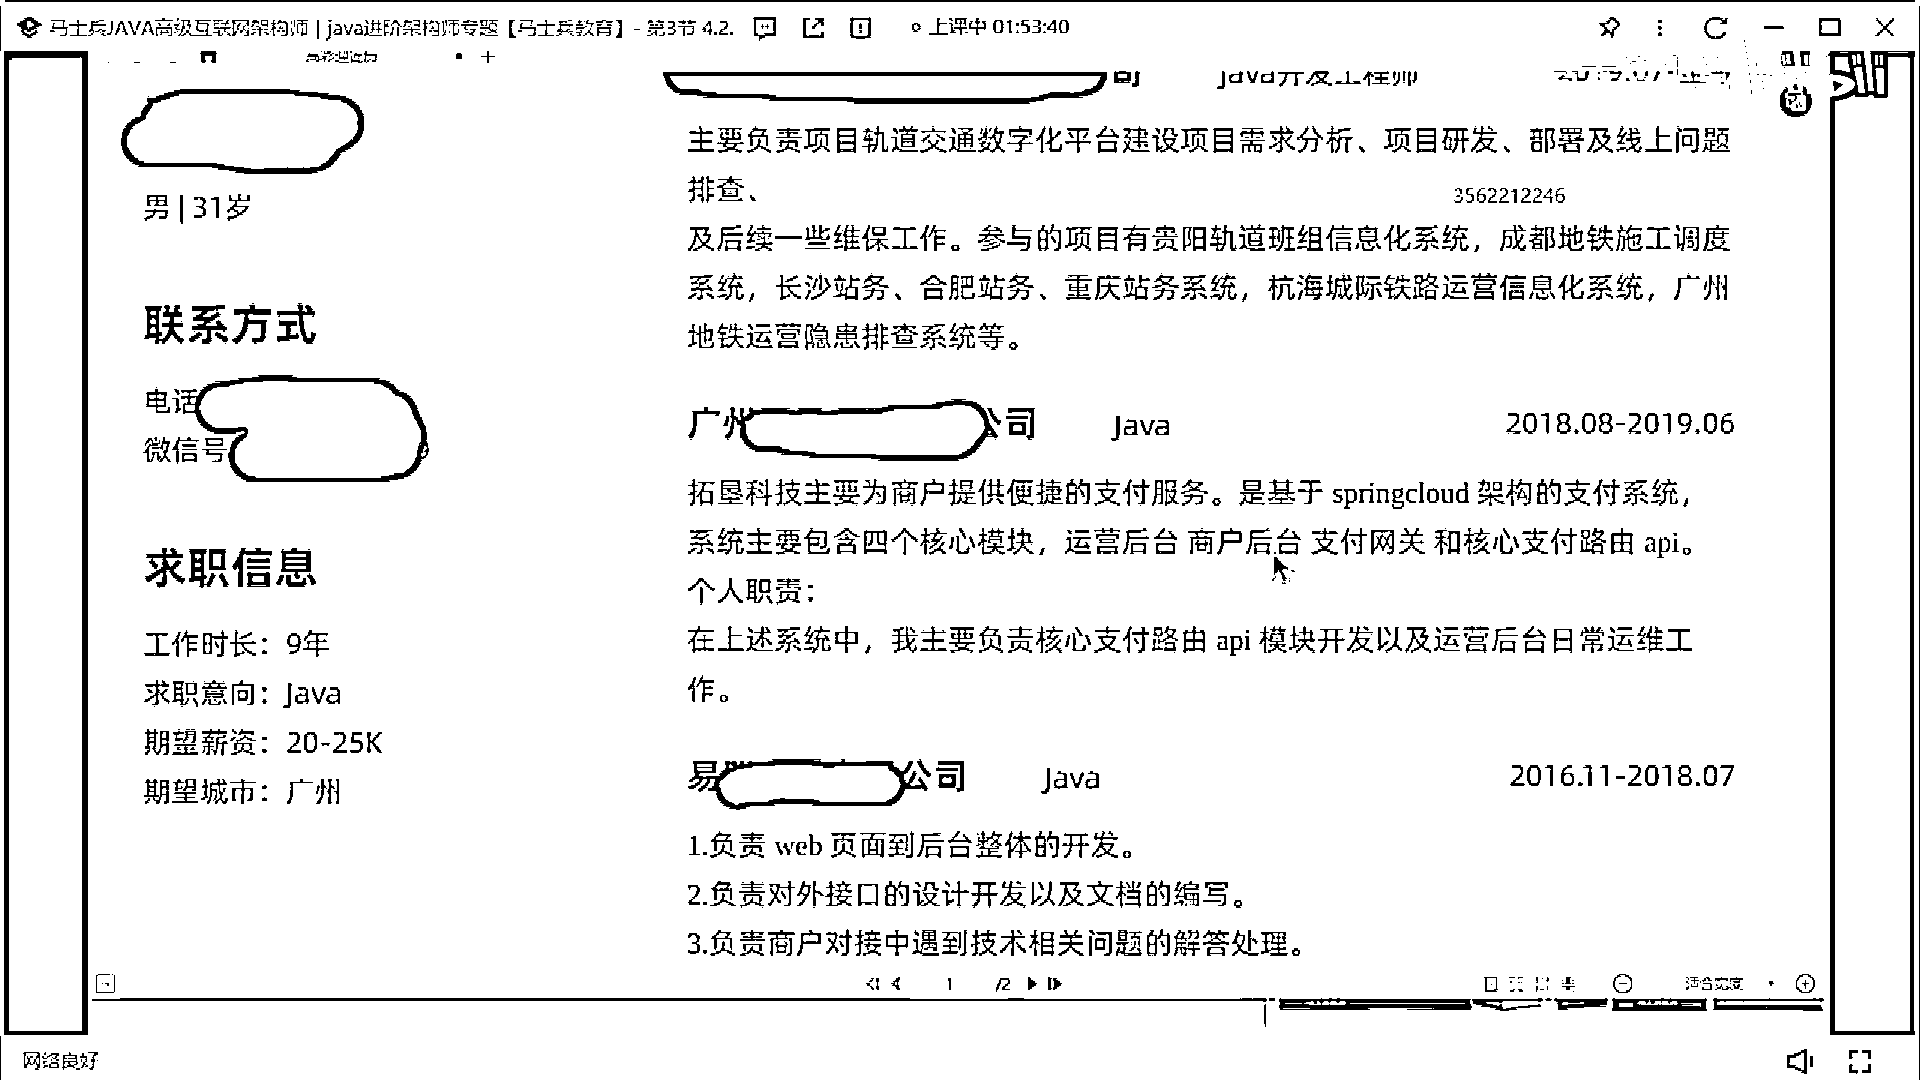 马士兵JAVA高级互联网架构师 | java进阶架构师专题【马士兵教育】- 第3节 4.2.
上评中 01:53:40
司 java开发工程师
主要负责项目轨道交通数字化平台建设项目需求分析、项目研发、部署及线上问题
排查、
3562212246
及后续一些维保工作。参与的项目有贵阳轨道班组信息化系统，成都地铁施工调度
系统，长沙站务、合肥站务、重庆站务系统，杭海城际铁路运营信息化系统，广州
地铁运营隐患排查系统等。
男 | 31岁
联系方式
电话
微信号
求职信息
工作时长：9年
求职意向：Java
期望薪资：20-25K
期望城市：广州
广州 公司 Java 2018.08-2019.06
拓垦科技主要为商户提供便捷的支付服务。是基于 springcloud 架构的支付系统，
系统主要包含四个核心模块，运营后台 商户后台 支付网关 和核心支付路由 api。
个人职责：
在上述系统中，我主要负责核心支付路由 api 模块开发以及运营后台日常运维工
作。
易 公司 Java 2016.11-2018.07
1.负责 web 页面到后台整体的开发。
2.负责对外接口的设计开发以及文档的编写。
3.负责商户对接中遇到技术相关问题的解答处理。
1 /2
适合宽度
网络良好